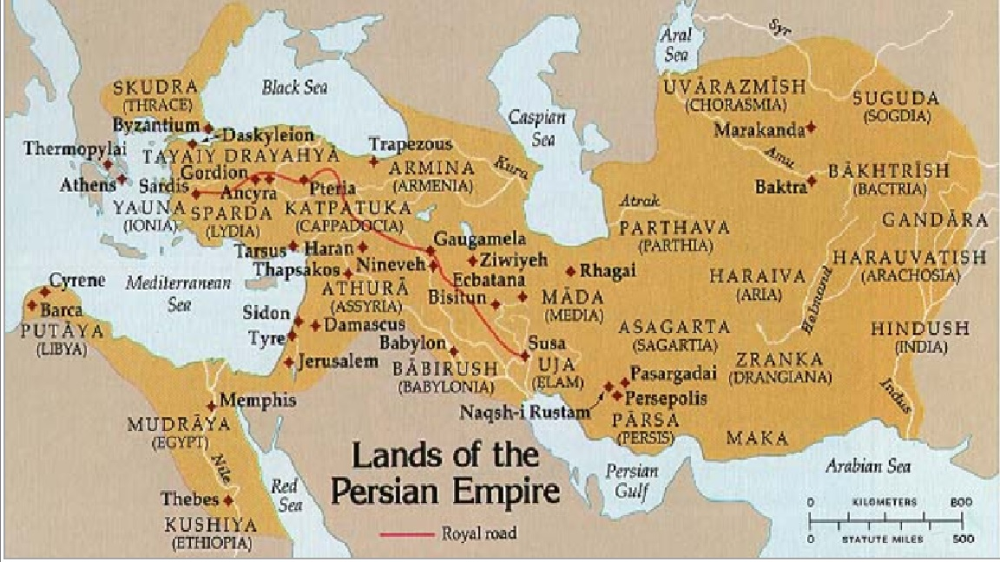 Aral
Sea
Syr
SKUDRA
(THRACE)
Black Sea
UVĀRAZMĪSH
(CHORASMIA)
SUGUDA
(SOGDIA)
Byzantium
Caspian
Sea
Marakanda
Daskyleion
Thermopylai
TAYAIY DRAYAHYĀ
Trapezous
Kura
Amu
Gordion
ARMINA
(ARMENIA)
BĀKHTRĪSH
(BACTRIA)
Athens
Sardis
Ancyra
Pteria
Baktra
YAUNA
(IONIA)
SPARDA
(LYDIA)
KATPATUKA
(CAPPADOCIA)
Atrak
GANDĀRA
PARTHAVA
(PARTHIA)
Tarsus
Haran
Gaugamela
Nineveh
Ziwiyeh
HARAUVATISH
(ARACHOSIA)
Thapsakos
Rhagai
HARAIVA
(ARIA)
Cyrene
Mediterranean
Sea
ATHURĀ
(ASSYRIA)
Ecbatana
Bisitun
MĀDA
(MEDIA)
Helmand
Barca
PUTĀYA
(LIBYA)
Sidon
Damascus
Tyre
ASAGARTA
(SAGARTIA)
HINDUSH
(INDIA)
Babylon
Susa
Jerusalem
BĀBIRUSH
(BABYLONIA)
UJA
(ELAM)
ZRANKA
(DRANGIANA)
Pasargadai
Persepolis
Indus
Memphis
Naqsh-i Rustam
MUDRĀYA
(EGYPT)
PĀRSA
(PERSIS)
MAKA
Nile
Lands of the
Persian Empire
Persian
Gulf
Arabian Sea
Red
Sea
Thebes
0 KILOMETERS 800
KUSHIYA
(ETHIOPIA)
Royal road
0 STATUTE MILES 500